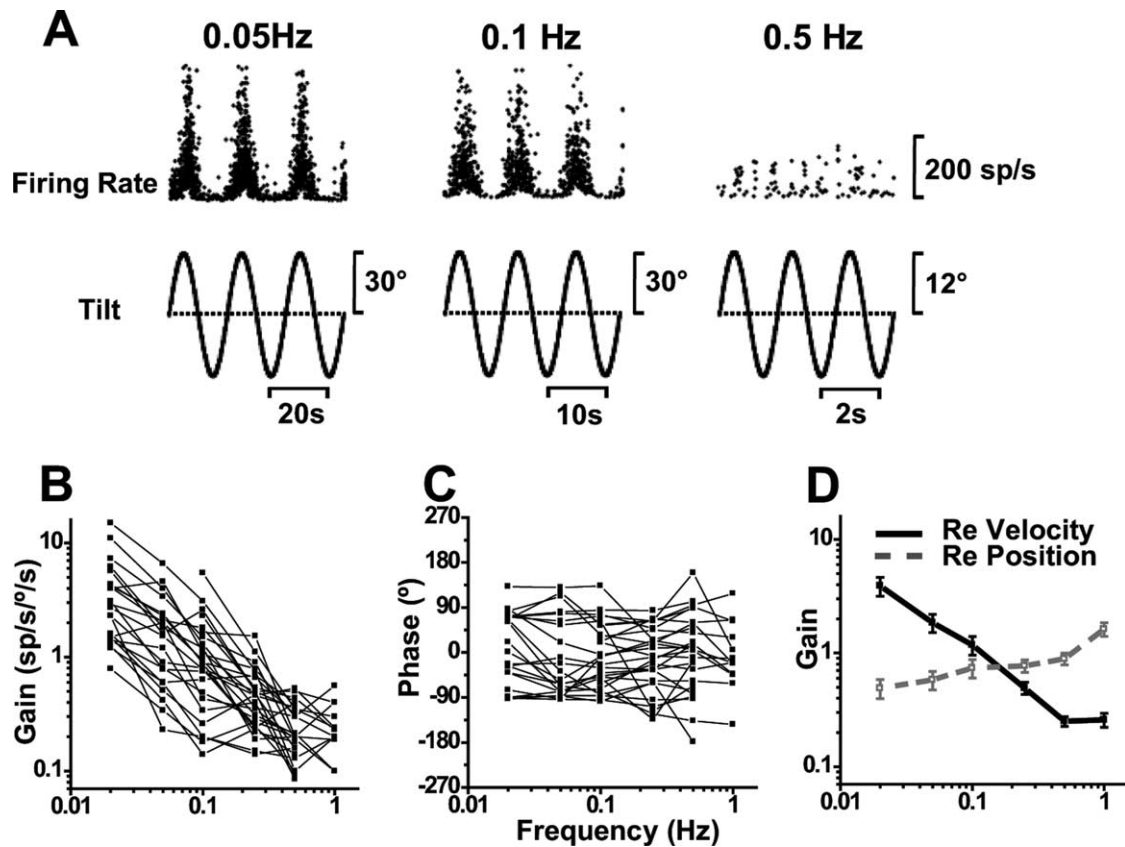 A
0.05Hz 0.1 Hz 0.5 Hz
Firing Rate
200 sp/s
Tilt
30°
30°
12°
20s
10s
2s
B
Gain (sp/s/°/s)
10
1
0.1
0.01 0.1 1
C
Phase (°)
270
180
90
0
-90
-180
-270
0.01 0.1 1
Frequency (Hz)
D
Re Velocity
Re Position
Gain
10
1
0.1
0.01 0.1 1